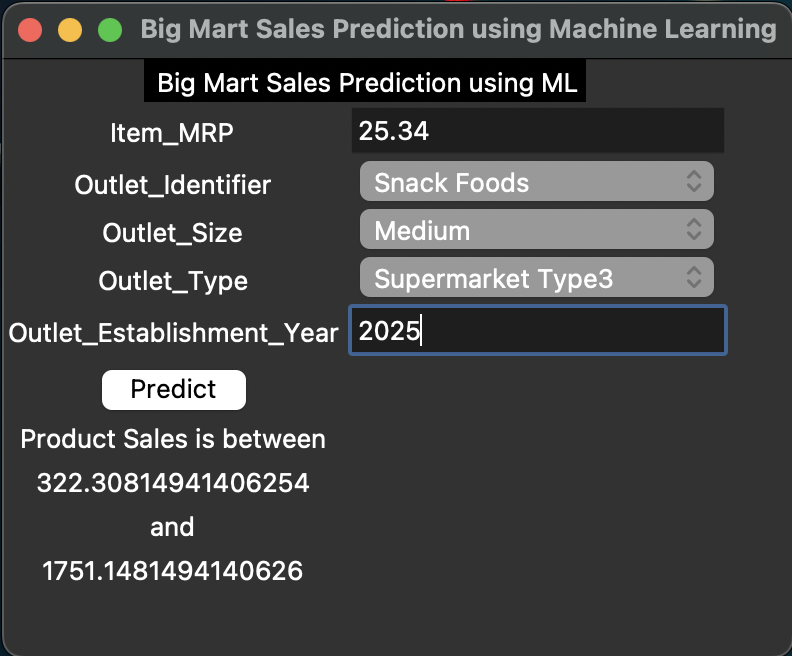 Big Mart Sales Prediction using Machine Learning
Big Mart Sales Prediction using ML
Item_MRP 25.34
Outlet_Identifier Snack Foods
Outlet_Size Medium
Outlet_Type Supermarket Type3
Outlet_Establishment_Year 2025
Predict
Product Sales is between
322.30814941406254
and
1751.1481494140626